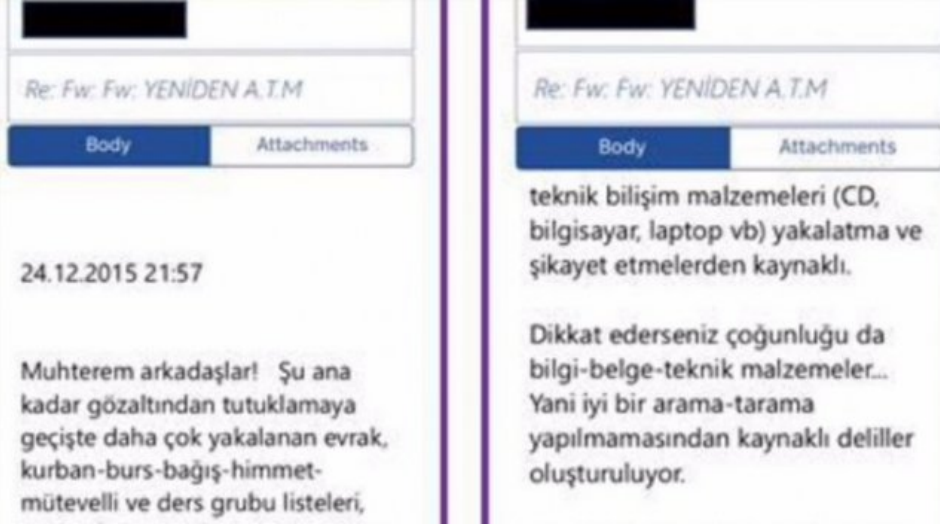 Re: Fw: Fw: YENİDEN A.T.M
Body
Attachments
24.12.2015 21:57
Muhterem arkadaşlar! Şu ana
kadar gözaltından tutuklamaya
geçişte daha çok yakalanan evrak,
kurban-burs-bağış-himmet-
mütevelli ve ders grubu listeleri,
Re: Fw: Fw: YENİDEN A.T.M
Body
Attachments
teknik bilişim malzemeleri (CD,
bilgisayar, laptop vb) yakalatma ve
şikayet etmelerden kaynaklı.
Dikkat ederseniz çoğunluğu da
bilgi-belge-teknik malzemeler...
Yani iyi bir arama-tarama
yapılmamasından kaynaklı deliller
oluşturuluyor.